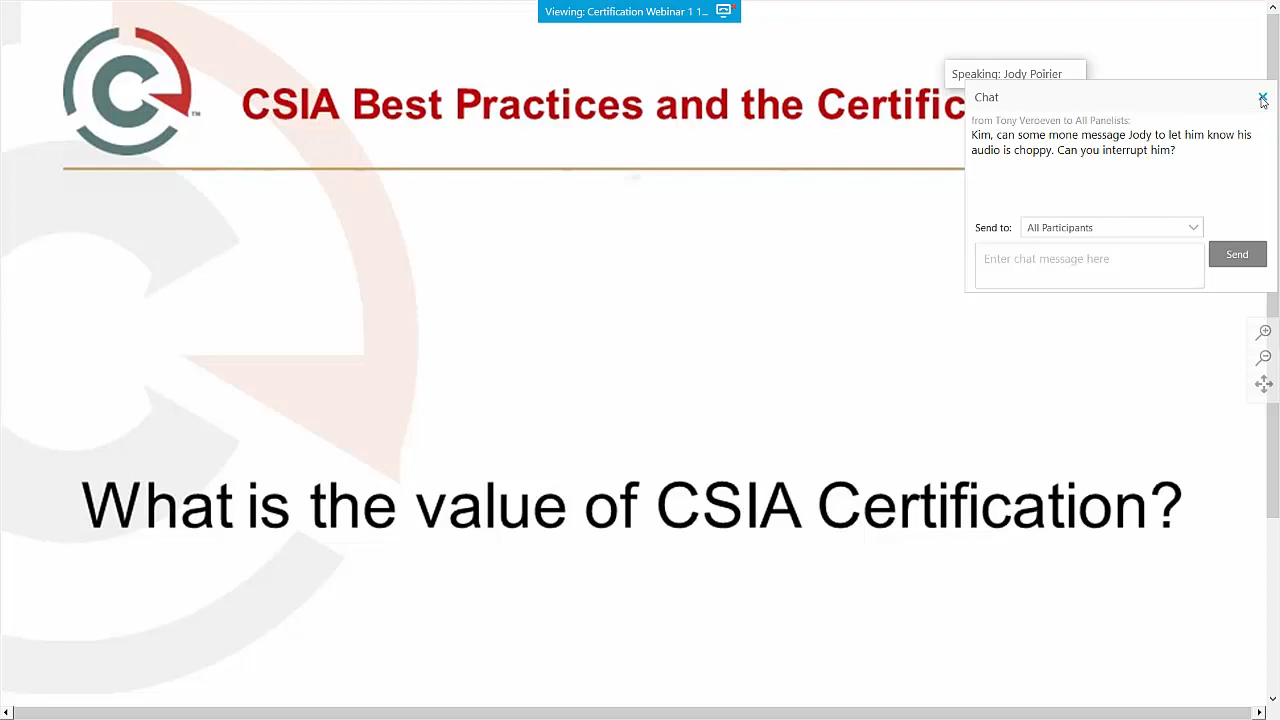 Viewing: Certification Webinar 1 1...
Speaking: Jody Poirier
CSIA Best Practices and the Certific
Chat
from Tony Veroeven to All Panelists:
Kim, can some mone message Jody to let him know his
audio is choppy. Can you interrupt him?
Send to: All Participants
Enter chat message here
Send
What is the value of CSIA Certification?
TM